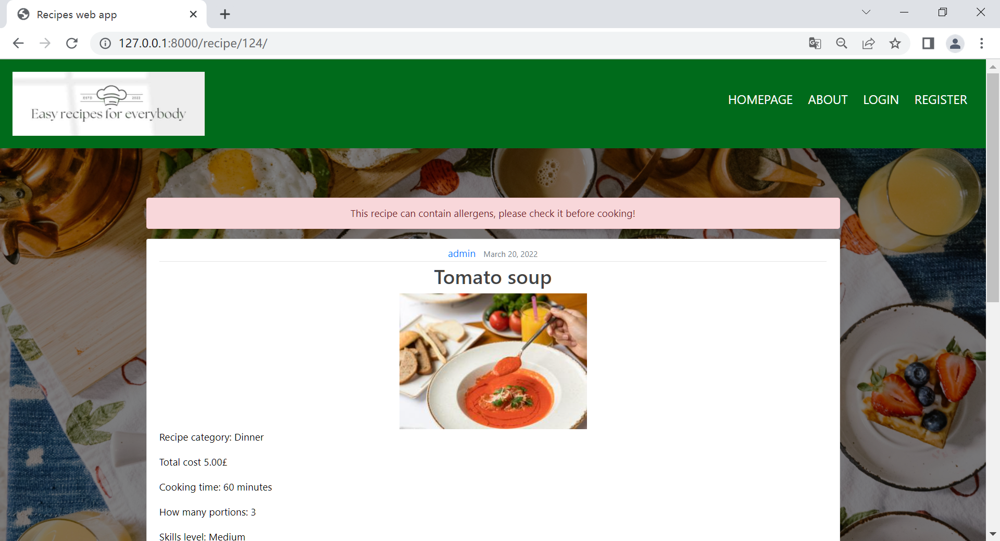 Recipes web app
127.0.0.1:8000/recipe/124/
ESTD 2022
Easy recipes for everybody
HOMEPAGE ABOUT LOGIN REGISTER
This recipe can contain allergens, please check it before cooking!
admin March 20, 2022
Tomato soup
Recipe category: Dinner
Total cost 5.00£
Cooking time: 60 minutes
How many portions: 3
Skills level: Medium